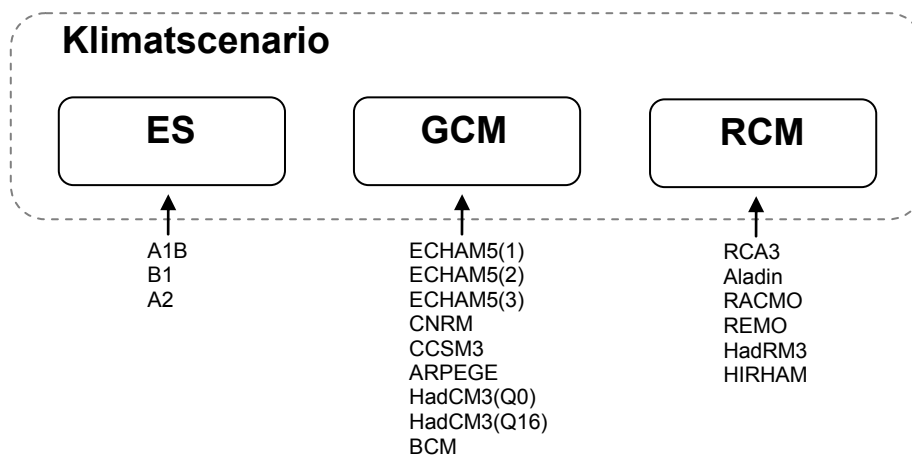 Klimatscenario
ES
GCM
RCM
A1B
B1
A2
ECHAM5(1)
ECHAM5(2)
ECHAM5(3)
CNRM
CCSM3
ARPEGE
HadCM3(Q0)
HadCM3(Q16)
BCM
RCA3
Aladin
RACMO
REMO
HadRM3
HIRHAM